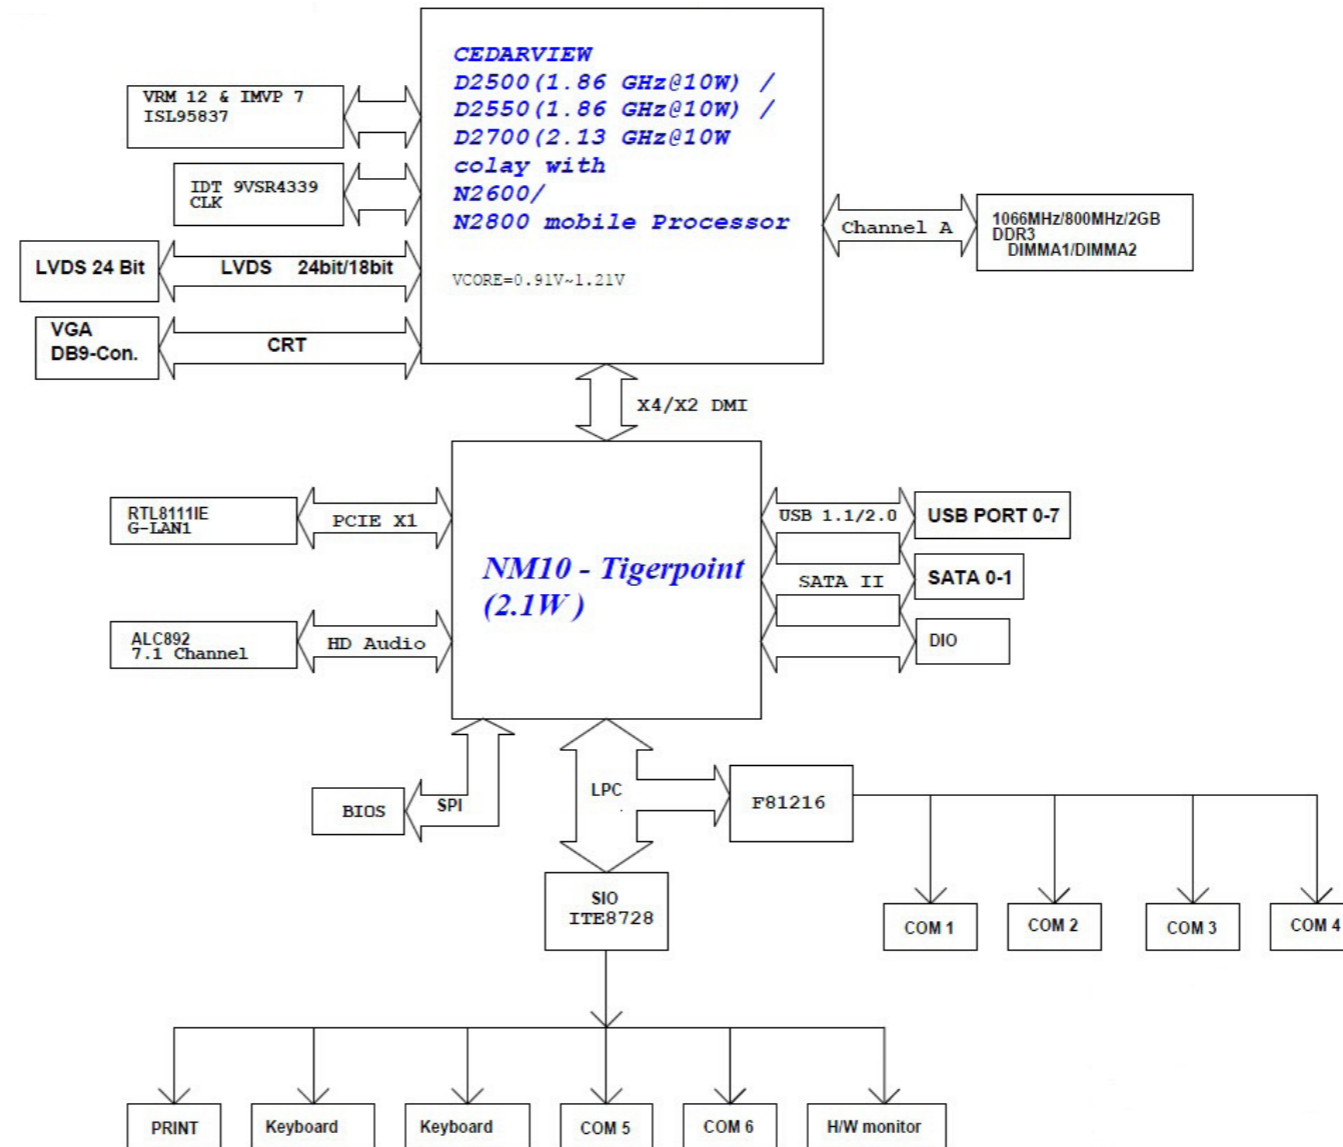 CEDARVIEW
D2500(1.86 GHz@10W) /
D2550(1.86 GHz@10W) /
D2700(2.13 GHz@10W
colay with
N2600/
N2800 mobile Processor
VCORE=0.91V~1.21V
VRM 12 & IMVP 7
ISL95837
IDT 9VSR4339
CLK
LVDS 24 Bit
LVDS 24bit/18bit
VGA
DB9-Con.
CRT
Channel A
1066MHz/800MHz/2GB
DDR3
DIMMA1/DIMMA2
X4/X2 DMI
RTL8111IE
G-LAN1
PCIE X1
NM10 - Tigerpoint
(2.1W )
USB 1.1/2.0
USB PORT 0-7
SATA II
SATA 0-1
ALC892
7.1 Channel
HD Audio
DIO
BIOS
SPI
LPC
F81216
SIO
ITE8728
COM 1
COM 2
COM 3
COM 4
PRINT
Keyboard
Keyboard
COM 5
COM 6
H/W monitor